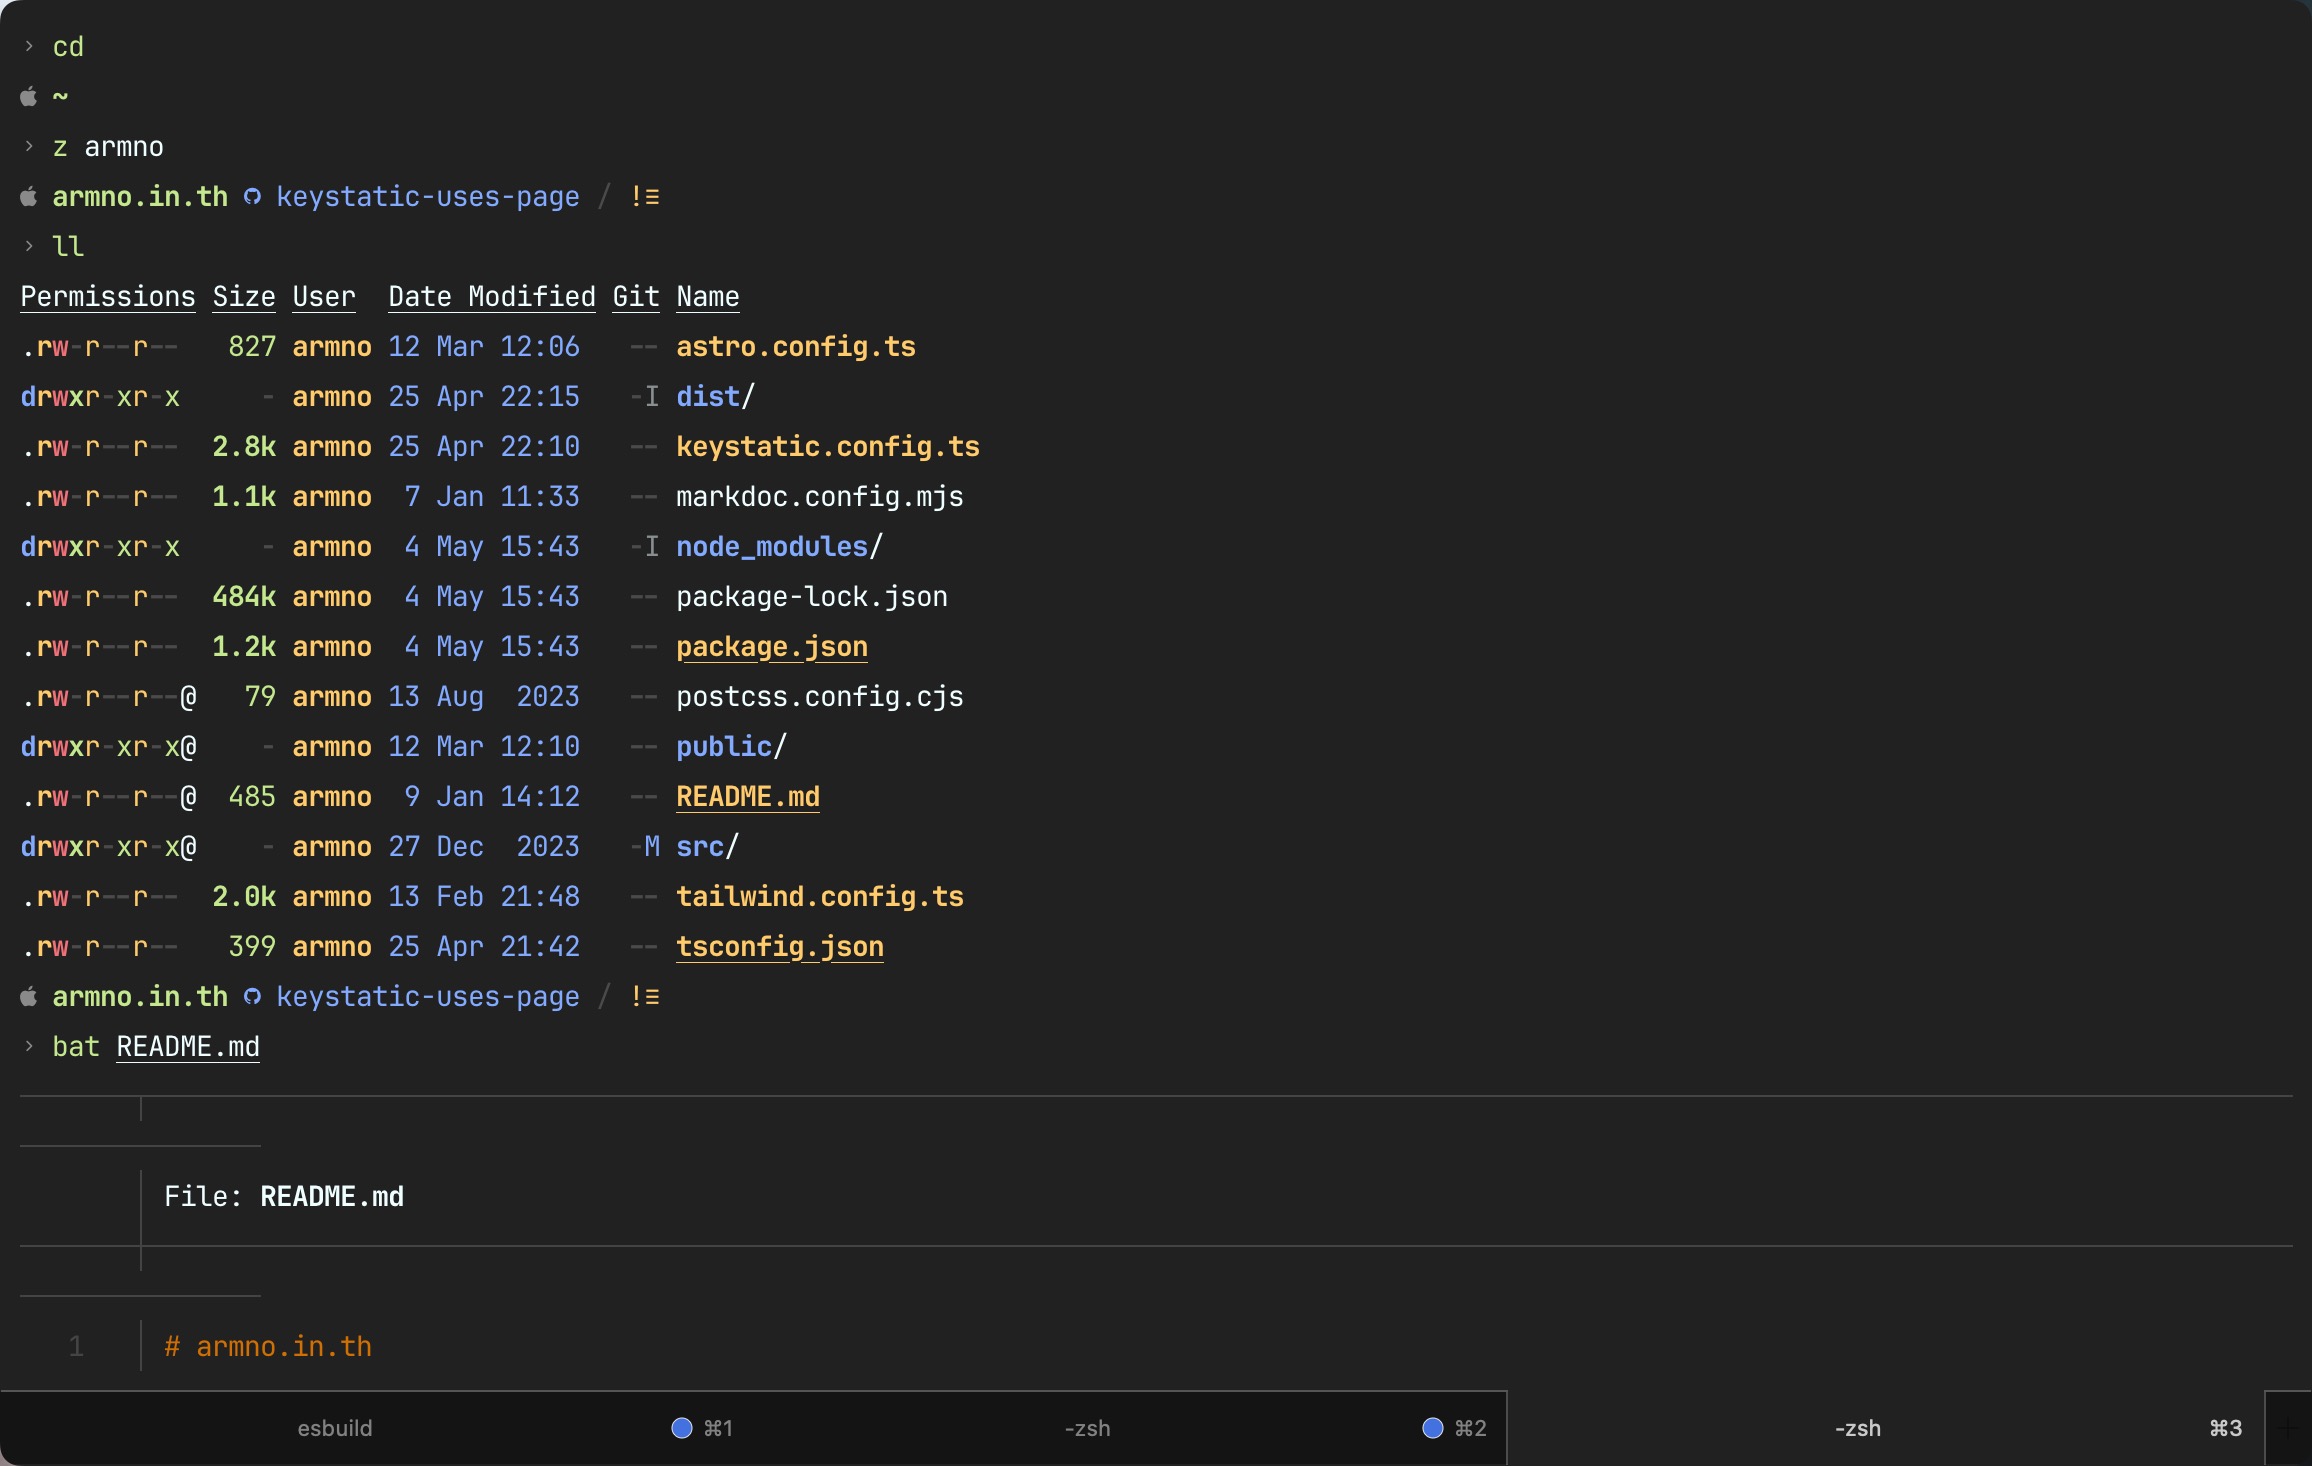 › cd
~
› z armno
armno.in.th keystatic-uses-page / !≡
› ll
Permissions Size User Date Modified Git Name
.rw-r--r-- 827 armno 12 Mar 12:06 -- astro.config.ts
drwxr-xr-x - armno 25 Apr 22:15 -I dist/
.rw-r--r-- 2.8k armno 25 Apr 22:10 -- keystatic.config.ts
.rw-r--r-- 1.1k armno 7 Jan 11:33 -- markdoc.config.mjs
drwxr-xr-x - armno 4 May 15:43 -I node_modules/
.rw-r--r-- 484k armno 4 May 15:43 -- package-lock.json
.rw-r--r-- 1.2k armno 4 May 15:43 -- package.json
.rw-r--r--@ 79 armno 13 Aug 2023 -- postcss.config.cjs
drwxr-xr-x@ - armno 12 Mar 12:10 -- public/
.rw-r--r--@ 485 armno 9 Jan 14:12 -- README.md
drwxr-xr-x@ - armno 27 Dec 2023 -M src/
.rw-r--r-- 2.0k armno 13 Feb 21:48 -- tailwind.config.ts
.rw-r--r-- 399 armno 25 Apr 21:42 -- tsconfig.json
armno.in.th keystatic-uses-page / !≡
› bat README.md
File: README.md
1 # armno.in.th
esbuild ⌘1 -zsh ⌘2 -zsh ⌘3 +